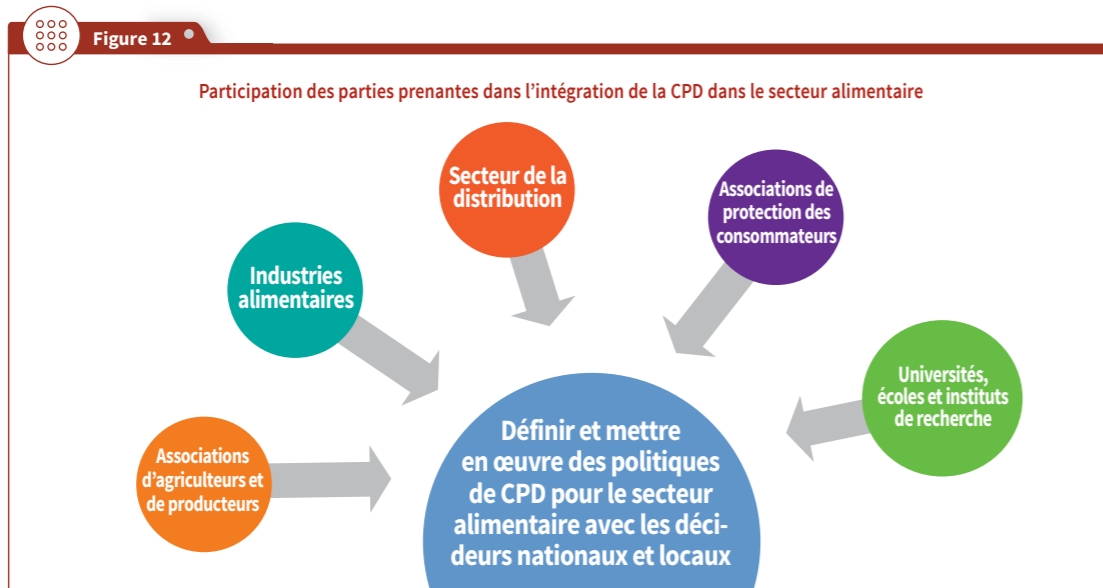 Figure 12
Participation des parties prenantes dans l’intégration de la CPD dans le secteur alimentaire
Secteur de la
distribution
Associations de
protection des
consommateurs
Industries
alimentaires
Universités,
écoles et instituts
de recherche
Associations
d’agriculteurs et
de producteurs
Définir et mettre
en œuvre des politiques
de CPD pour le secteur
alimentaire avec les déci-
deurs nationaux et locaux